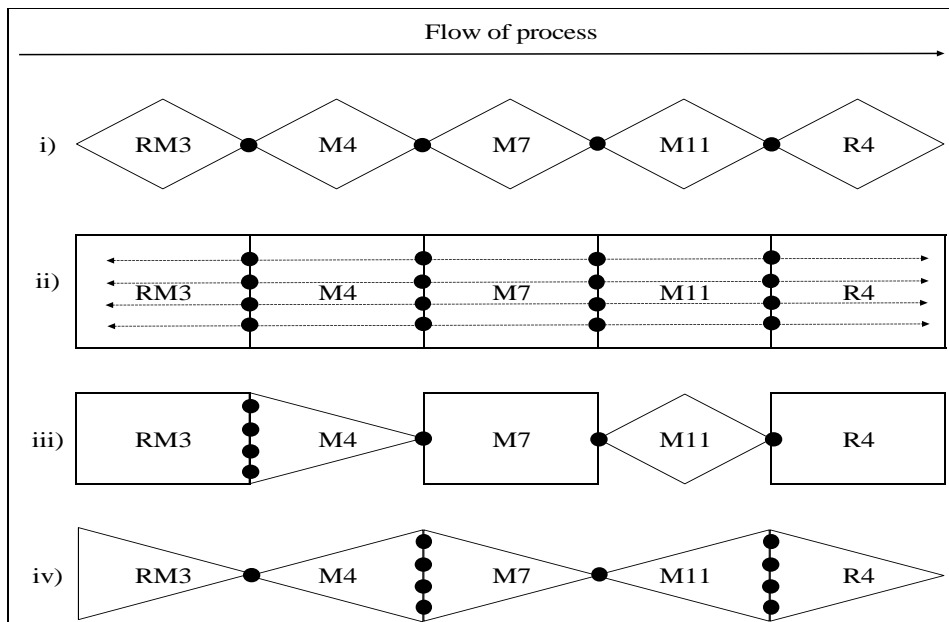 Flow of process
i) RM3 M4 M7 M11 R4
ii) RM3 M4 M7 M11 R4
iii) RM3 M4 M7 M11 R4
iv) RM3 M4 M7 M11 R4